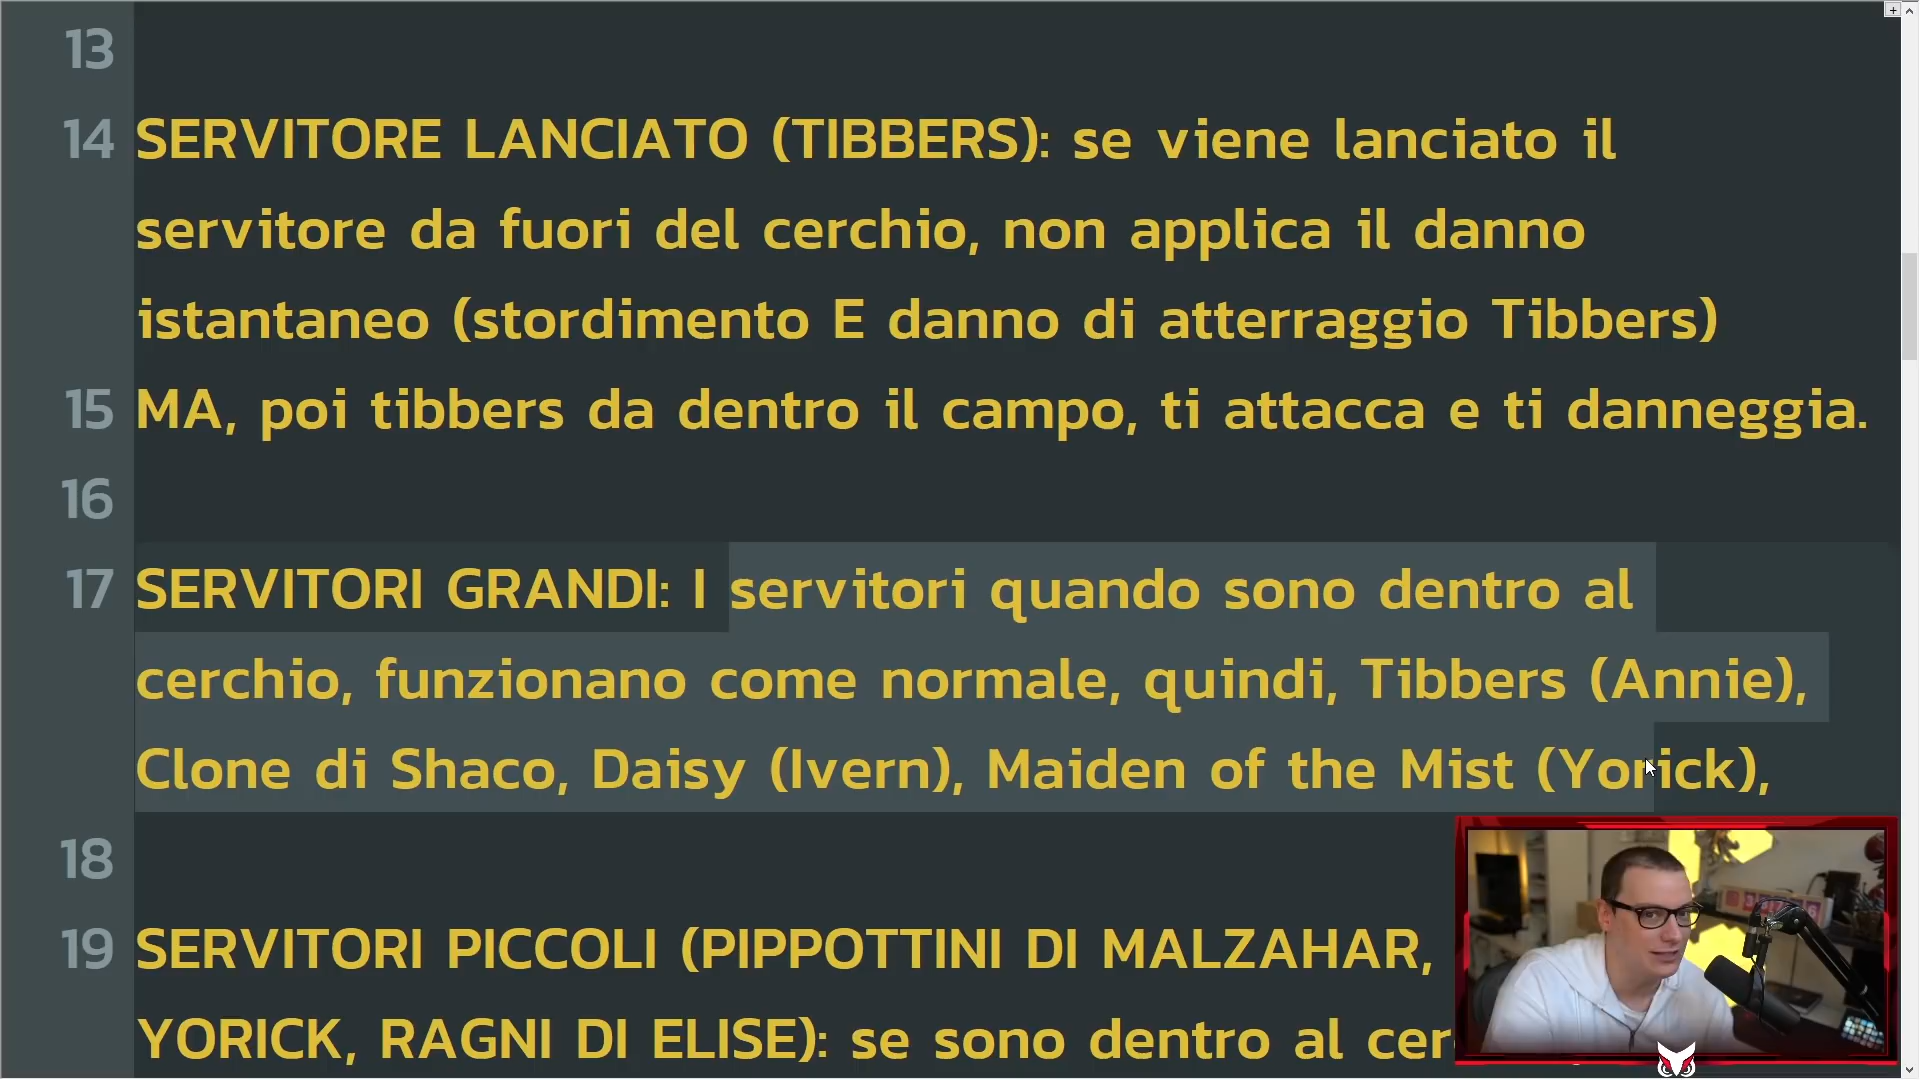 13
14 SERVITORE LANCIATO (TIBBERS): se viene lanciato il
servitore da fuori del cerchio, non applica il danno
istantaneo (stordimento E danno di atterraggio Tibbers)
15 MA, poi tibbers da dentro il campo, ti attacca e ti danneggia.
16
17 SERVITORI GRANDI: I servitori quando sono dentro al
cerchio, funzionano come normale, quindi, Tibbers (Annie),
Clone di Shaco, Daisy (Ivern), Maiden of the Mist (Yorick),
18
19 SERVITORI PICCOLI (PIPPOTTINI DI MALZAHAR,
YORICK, RAGNI DI ELISE): se sono dentro al